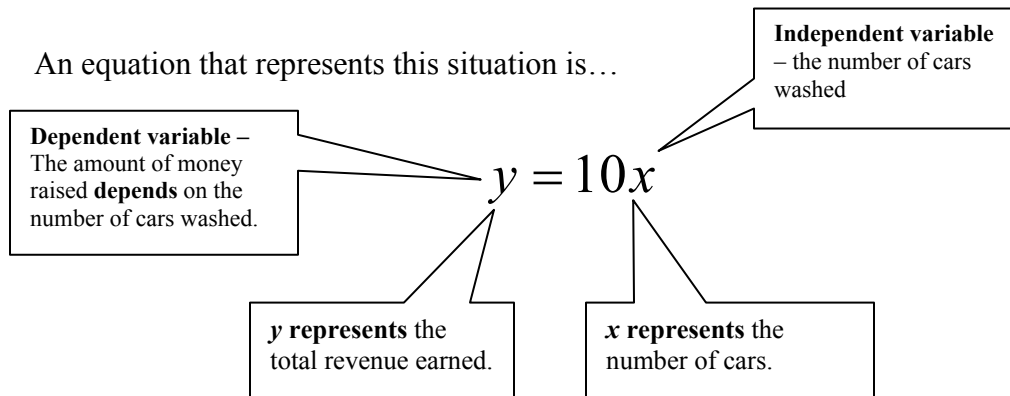 An equation that represents this situation is…
Independent variable
– the number of cars
washed
Dependent variable –
The amount of money
raised depends on the
number of cars washed.
y = 10x
y represents the
total revenue earned.
x represents the
number of cars.